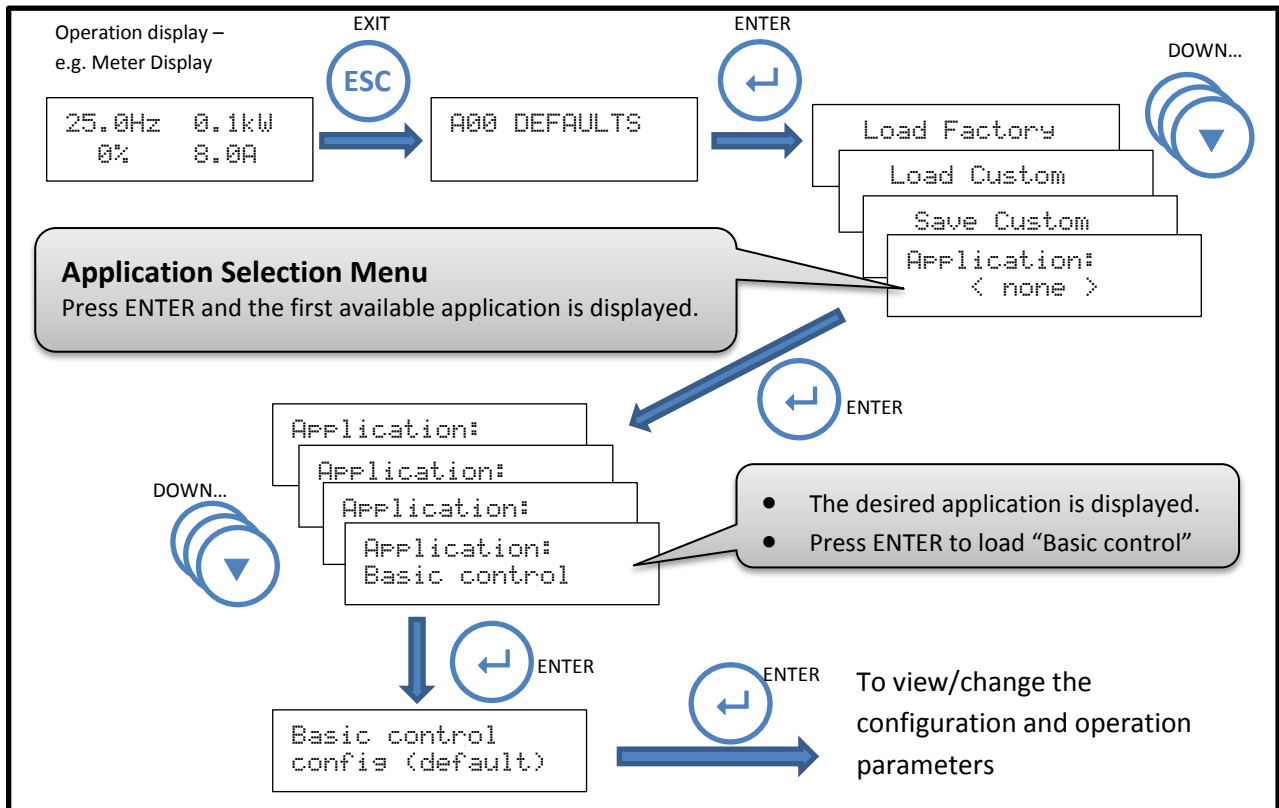 Operation display –
e.g. Meter Display
EXIT
ESC
ENTER
DOWN...
25.0Hz 0.1kW
0% 8.0A
A00 DEFAULTS
Load Factory
Load Custom
Save Custom
Application:
< none >
Application Selection Menu
Press ENTER and the first available application is displayed.
ENTER
DOWN...
Application:
Application:
Application:
Application:
Basic control
• The desired application is displayed.
• Press ENTER to load “Basic control”
ENTER
Basic control
config (default)
ENTER
To view/change the
configuration and operation
parameters